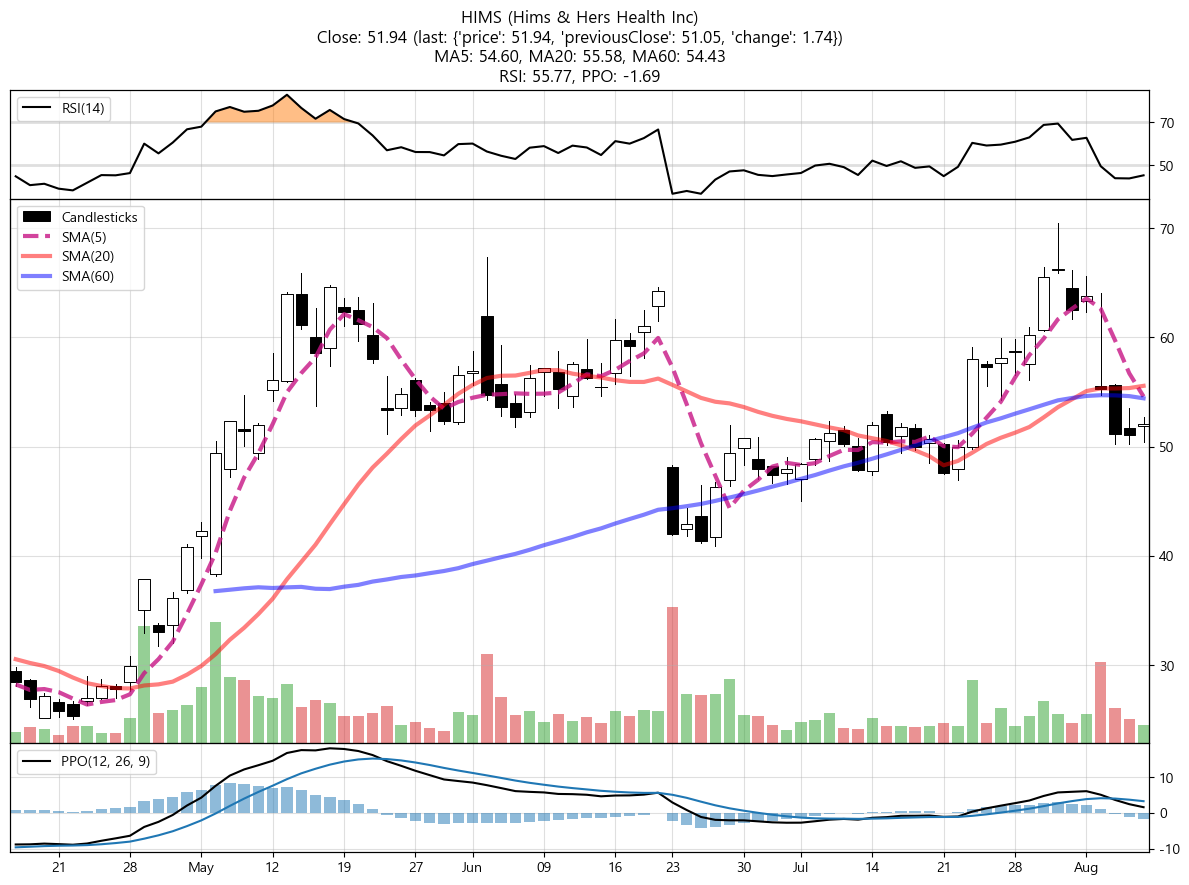 HIMS (Hims & Hers Health Inc)
Close: 51.94 (last: {'price': 51.94, 'previousClose': 51.05, 'change': 1.74})
MA5: 54.60, MA20: 55.58, MA60: 54.43
RSI: 55.77, PPO: -1.69
RSI(14)
70
50
Candlesticks
SMA(5)
SMA(20)
SMA(60)
70
60
50
40
30
PPO(12, 26, 9)
10
0
-10
21 28 May 12 19 27 Jun 09 16 23 30 Jul 14 21 28 Aug